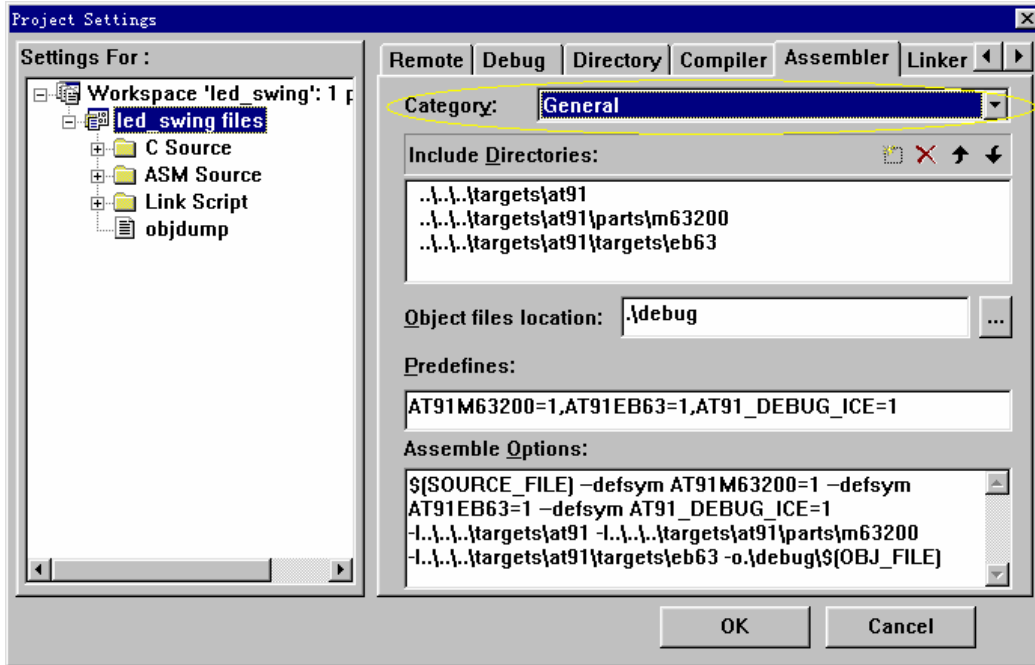 Project Settings
Settings For :
Workspace 'led_swing': 1 p
led_swing files
C Source
ASM Source
Link Script
objdump
Remote
Debug
Directory
Compiler
Assembler
Linker
Category:
General
Include Directories:
..\..\..\targets\at91
..\..\..\targets\at91\parts\m63200
..\..\..\targets\at91\targets\eb63
Object files location:
.\debug
...
Predefines:
AT91M63200=1,AT91EB63=1,AT91_DEBUG_ICE=1
Assemble Options:
$(SOURCE_FILE) –defsym AT91M63200=1 –defsym
AT91EB63=1 –defsym AT91_DEBUG_ICE=1
-I..\..\..\targets\at91 -I..\..\..\targets\at91\parts\m63200
-I..\..\..\targets\at91\targets\eb63 -o.\debug\$(OBJ_FILE)
OK
Cancel